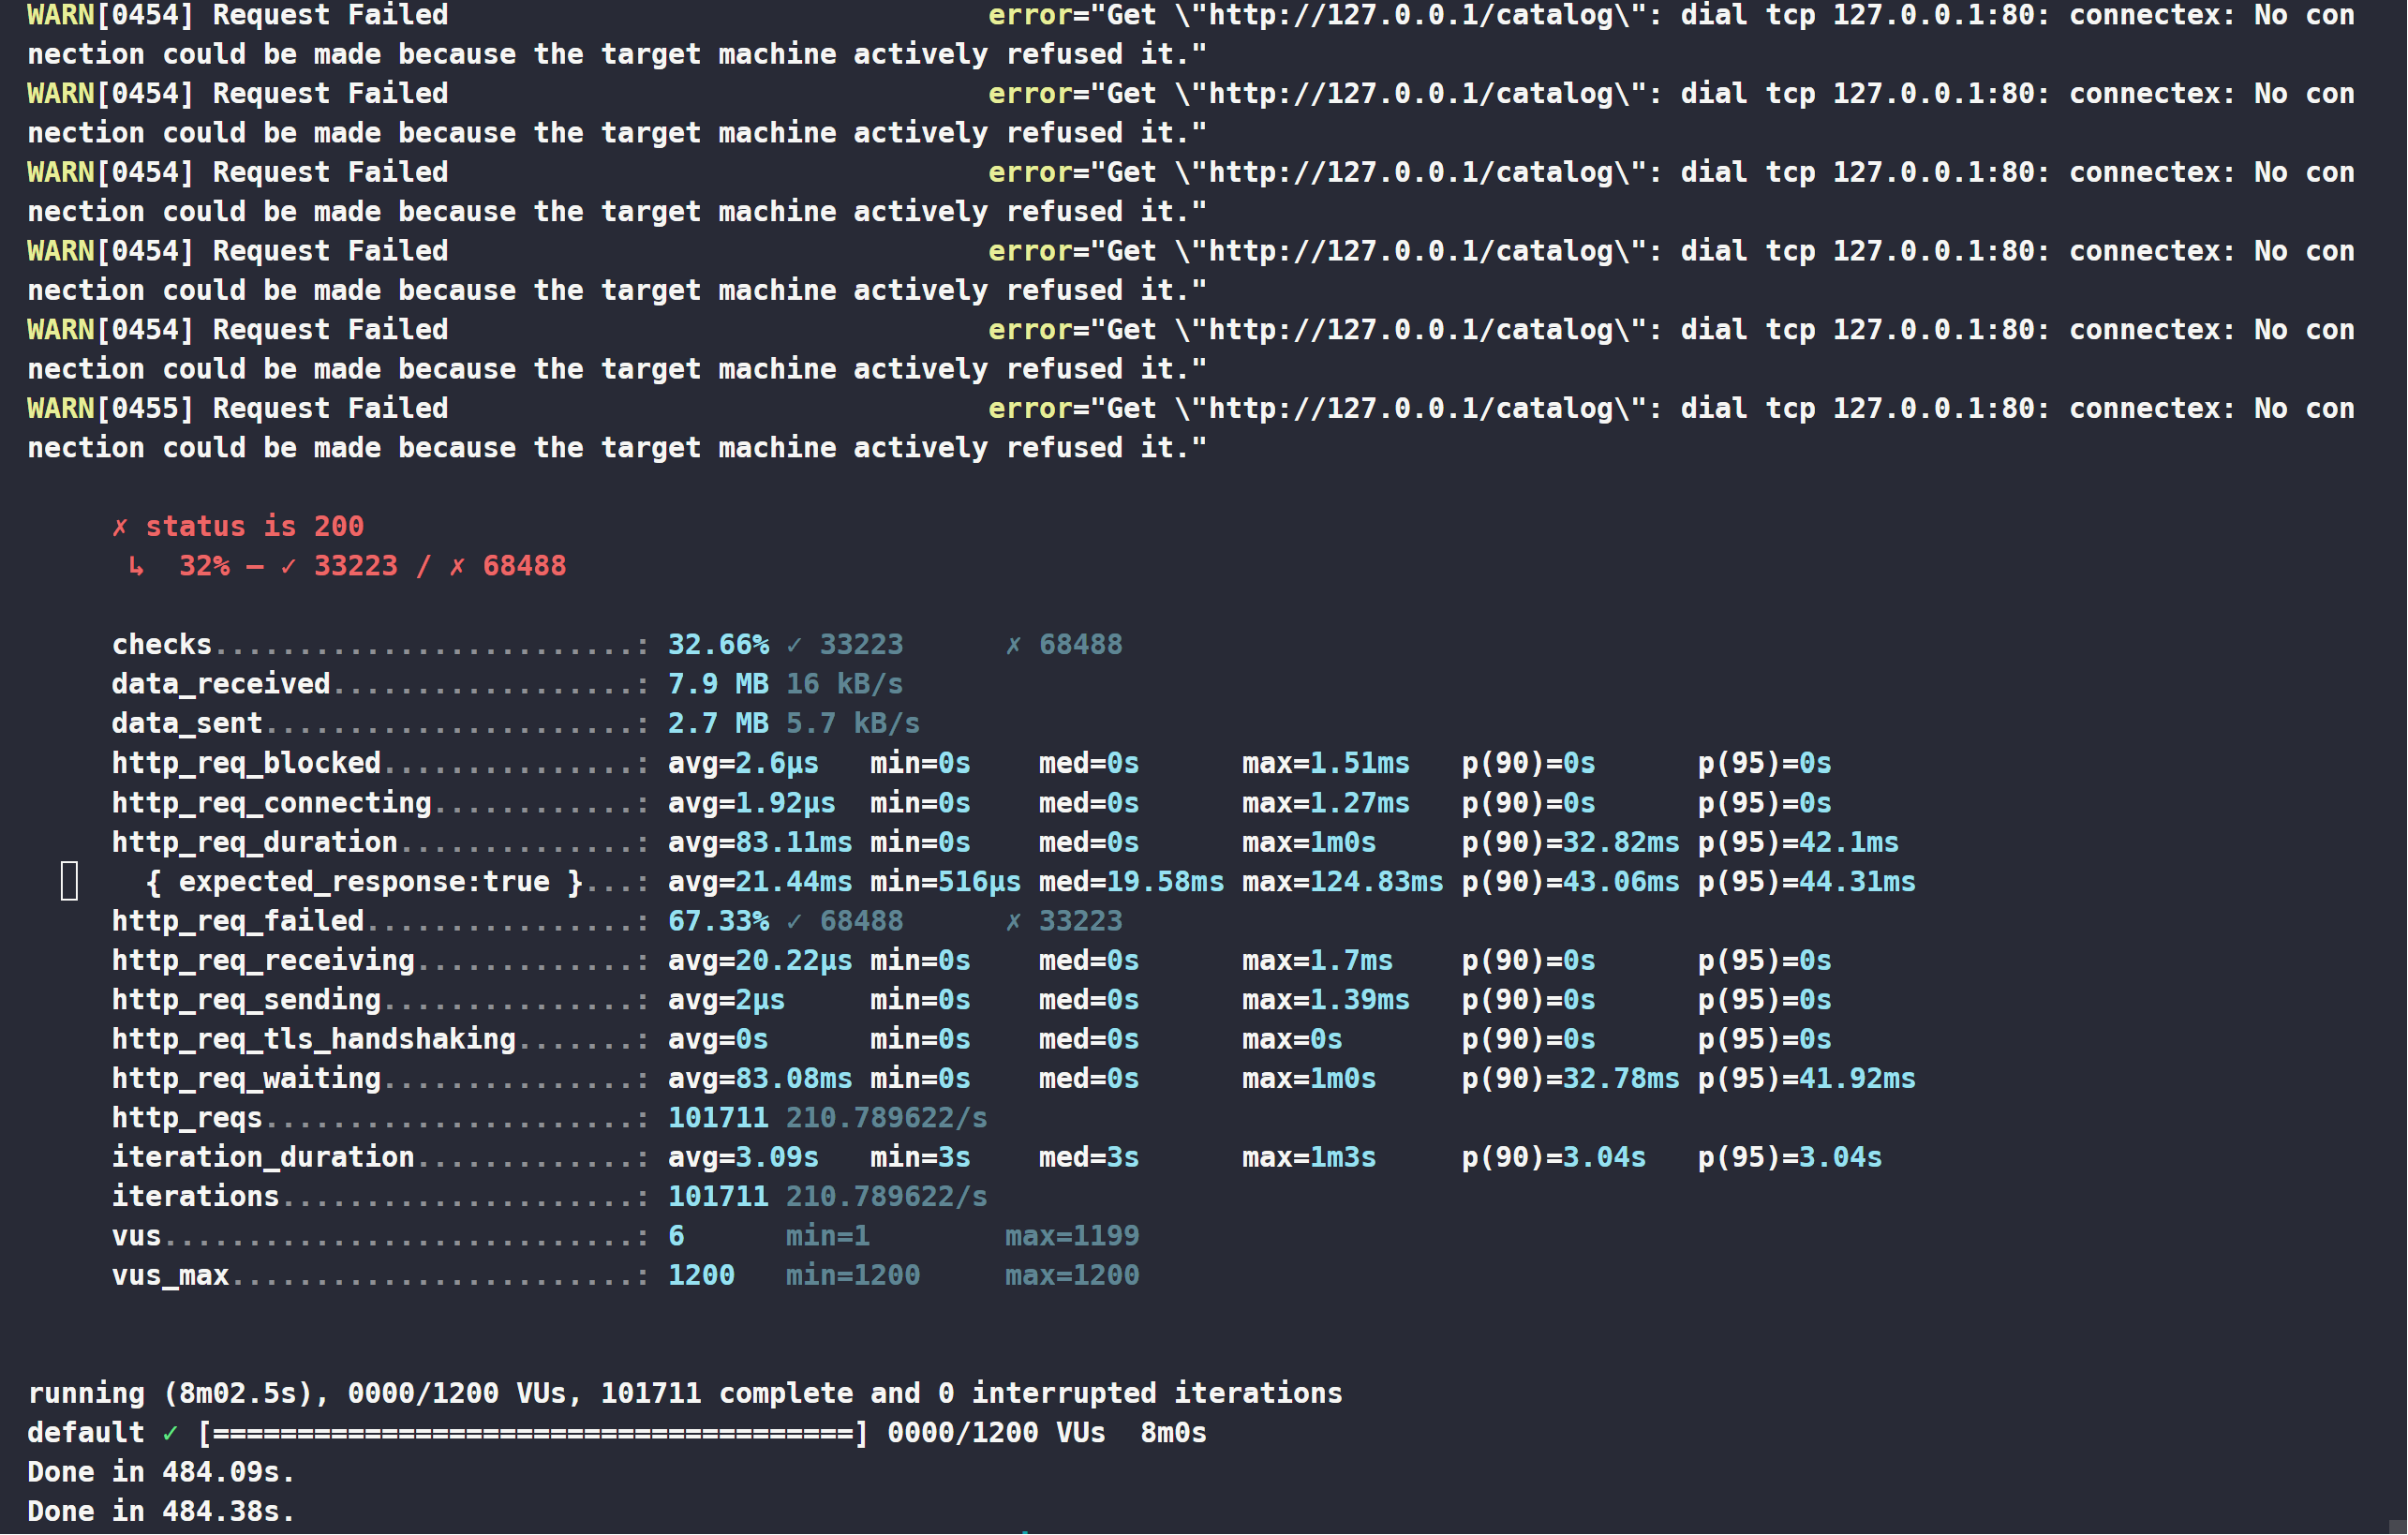 WARN[0454] Request Failed                                error="Get \"http://127.0.0.1/catalog\": dial tcp 127.0.0.1:80: connectex: No con
nection could be made because the target machine actively refused it."
WARN[0454] Request Failed                                error="Get \"http://127.0.0.1/catalog\": dial tcp 127.0.0.1:80: connectex: No con
nection could be made because the target machine actively refused it."
WARN[0454] Request Failed                                error="Get \"http://127.0.0.1/catalog\": dial tcp 127.0.0.1:80: connectex: No con
nection could be made because the target machine actively refused it."
WARN[0454] Request Failed                                error="Get \"http://127.0.0.1/catalog\": dial tcp 127.0.0.1:80: connectex: No con
nection could be made because the target machine actively refused it."
WARN[0454] Request Failed                                error="Get \"http://127.0.0.1/catalog\": dial tcp 127.0.0.1:80: connectex: No con
nection could be made because the target machine actively refused it."
WARN[0455] Request Failed                                error="Get \"http://127.0.0.1/catalog\": dial tcp 127.0.0.1:80: connectex: No con
nection could be made because the target machine actively refused it."
✗ status is 200
↳  32% — ✓ 33223 / ✗ 68488
checks.........................: 32.66% ✓ 33223      ✗ 68488
data_received..................: 7.9 MB 16 kB/s
data_sent......................: 2.7 MB 5.7 kB/s
http_req_blocked...............: avg=2.6µs   min=0s    med=0s      max=1.51ms   p(90)=0s      p(95)=0s
http_req_connecting............: avg=1.92µs  min=0s    med=0s      max=1.27ms   p(90)=0s      p(95)=0s
http_req_duration..............: avg=83.11ms min=0s    med=0s      max=1m0s     p(90)=32.82ms p(95)=42.1ms
{ expected_response:true }...: avg=21.44ms min=516µs med=19.58ms max=124.83ms p(90)=43.06ms p(95)=44.31ms
http_req_failed................: 67.33% ✓ 68488      ✗ 33223
http_req_receiving.............: avg=20.22µs min=0s    med=0s      max=1.7ms    p(90)=0s      p(95)=0s
http_req_sending...............: avg=2µs     min=0s    med=0s      max=1.39ms   p(90)=0s      p(95)=0s
http_req_tls_handshaking.......: avg=0s      min=0s    med=0s      max=0s       p(90)=0s      p(95)=0s
http_req_waiting...............: avg=83.08ms min=0s    med=0s      max=1m0s     p(90)=32.78ms p(95)=41.92ms
http_reqs......................: 101711 210.789622/s
iteration_duration.............: avg=3.09s   min=3s    med=3s      max=1m3s     p(90)=3.04s   p(95)=3.04s
iterations.....................: 101711 210.789622/s
vus............................: 6      min=1        max=1199
vus_max........................: 1200   min=1200     max=1200
running (8m02.5s), 0000/1200 VUs, 101711 complete and 0 interrupted iterations
default ✓ [======================================] 0000/1200 VUs  8m0s
Done in 484.09s.
Done in 484.38s.